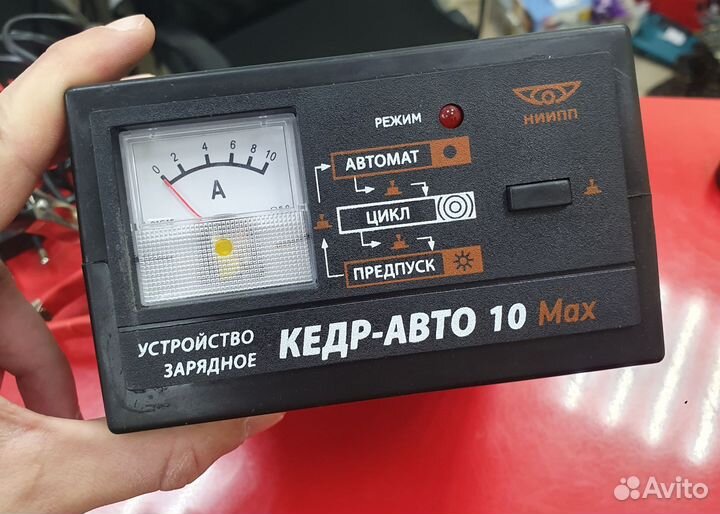 РЕЖИМ
НИИПП
0 2 4 6 8 10
A
АВТОМАТ
ЦИКЛ
ПРЕДПУСК
УСТРОЙСТВО
ЗАРЯДНОЕ
КЕДР-АВТО 10 Max
Avito